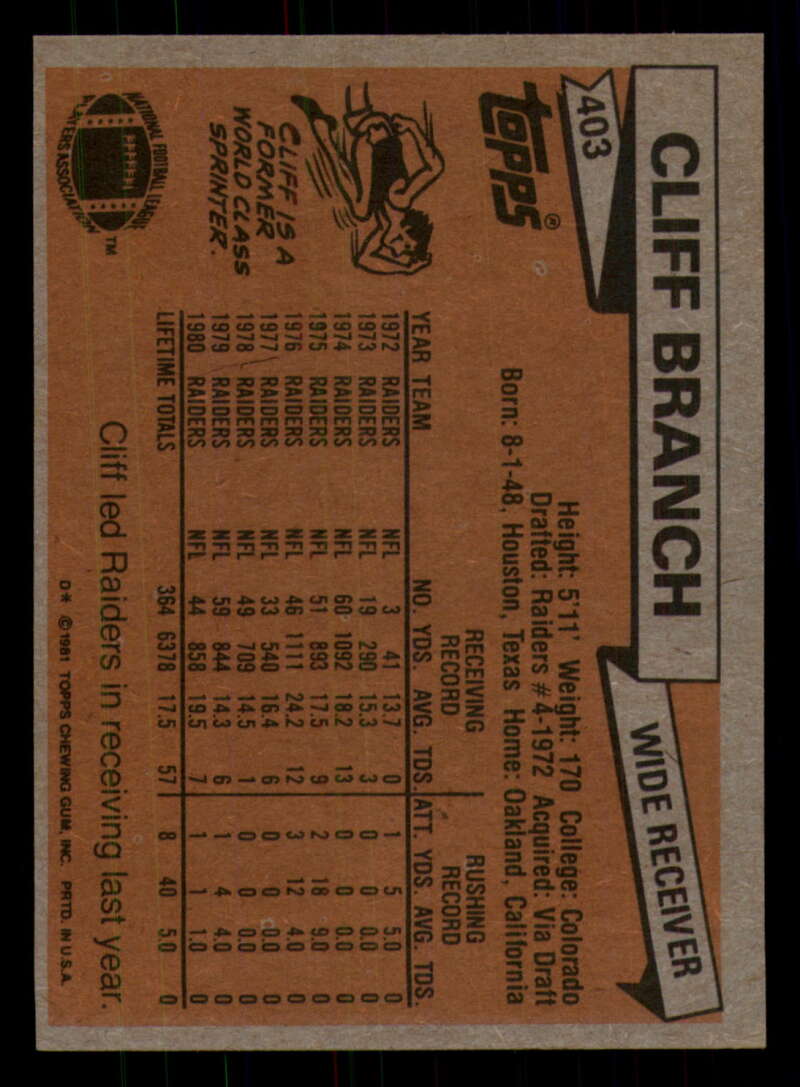 403
CLIFF BRANCH
WIDE RECEIVER
topps®
Height: 5'11' Weight: 170 College: Colorado
Drafted: Raiders #4-1972 Acquired: Via Draft
Born: 8-1-48, Houston, Texas Home: Oakland, California
CLIFF IS A
FORMER
WORLD CLASS
SPRINTER.
NATIONAL FOOTBALL LEAGUE
PLAYERS ASSOCIATION
TM
RECEIVING RECORD RUSHING RECORD
YEAR TEAM NO. YDS. AVG. TDS. ATT. YDS. AVG. TDS.
1972 RAIDERS NFL 3 41 13.7 0 1 5 5.0 0
1973 RAIDERS NFL 19 290 15.3 3 0 0 0.0 0
1974 RAIDERS NFL 60 1092 18.2 13 0 0 0.0 0
1975 RAIDERS NFL 51 893 17.5 9 2 18 9.0 0
1976 RAIDERS NFL 46 1111 24.2 12 3 12 4.0 0
1977 RAIDERS NFL 33 540 16.4 6 0 0 0.0 0
1978 RAIDERS NFL 49 709 14.5 1 0 0 0.0 0
1979 RAIDERS NFL 59 844 14.3 6 1 4 4.0 0
1980 RAIDERS NFL 44 858 19.5 7 1 1 1.0 0
LIFETIME TOTALS 364 6378 17.5 57 8 40 5.0 0
Cliff led Raiders in receiving last year.
D* ©1981 TOPPS CHEWING GUM, INC. PRTD. IN U.S.A.